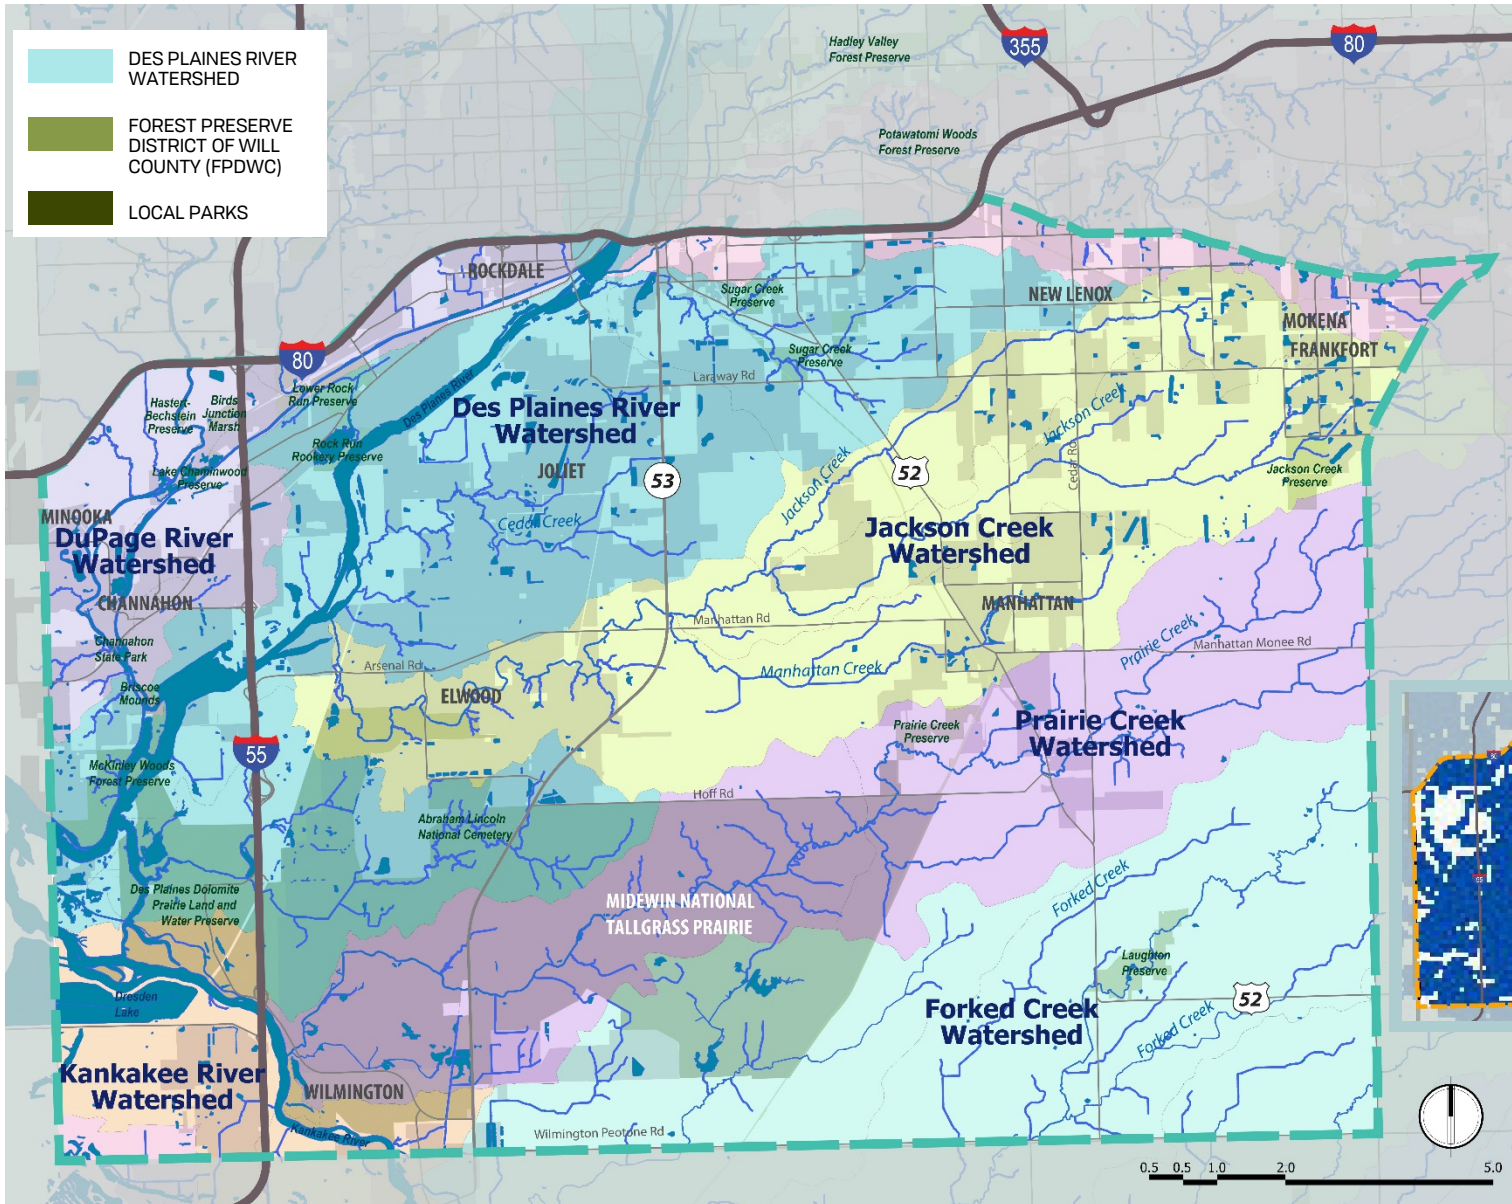 DES PLAINES RIVER
WATERSHED
FOREST PRESERVE
DISTRICT OF WILL
COUNTY (FPDWC)
LOCAL PARKS
Hadley Valley
Forest Preserve
355
80
Potawatomi Woods
Forest Preserve
ROCKDALE
Sugar Creek
Preserve
NEW LENOX
MOKENA
FRANKFORT
80
Sugar Creek
Preserve
Laraway Rd
Lower Rock
Run Preserve
Hastert-
Bechstein
Preserve
Birds
Junction
Marsh
Des Plaines River
Des Plaines River
Watershed
Jackson Creek
Cedar Rd
Rock Run
Rookery Preserve
JOLIET
53
52
Jackson Creek
Lake Chaminwood
Preserve
Jackson Creek
Preserve
MINOOKA
DuPage River
Watershed
Cedar Creek
Jackson Creek
Watershed
CHANNAHON
MANHATTAN
Manhattan Rd
Channahon
State Park
Arsenal Rd
Manhattan Creek
Prairie Creek
Manhattan Monee Rd
Briscoe
Mounds
ELWOOD
Prairie Creek
Preserve
Prairie Creek
Watershed
55
McKinley Woods
Forest Preserve
Hoff Rd
Abraham Lincoln
National Cemetery
Des Plaines Dolomite
Prairie Land and
Water Preserve
MIDEWIN NATIONAL
TALLGRASS PRAIRIE
Forked Creek
Laughton
Preserve
Dresden
Lake
52
Forked Creek
Watershed
Forked Creek
Kankakee River
Watershed
WILMINGTON
Kankakee River
Wilmington Peotone Rd
80
55
0.5 0.5 1.0 2.0 5.0